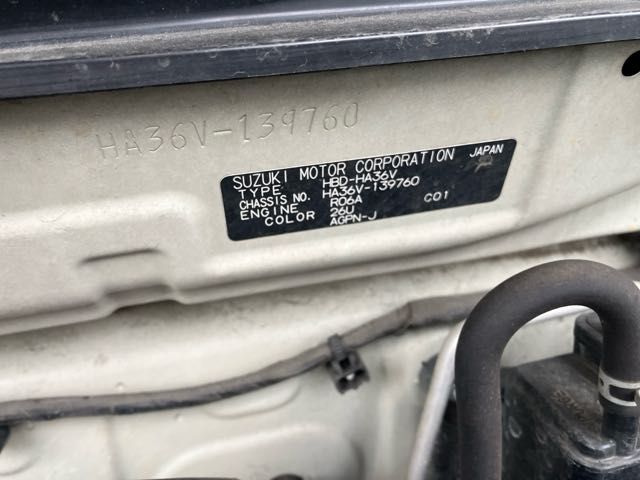 HA36V-139760
SUZUKI MOTOR CORPORATION JAPAN
TYPE HBD-HA36V
CHASSIS NO. HA36V-139760
ENGINE R06A C01
COLOR 26U
AGPN-J